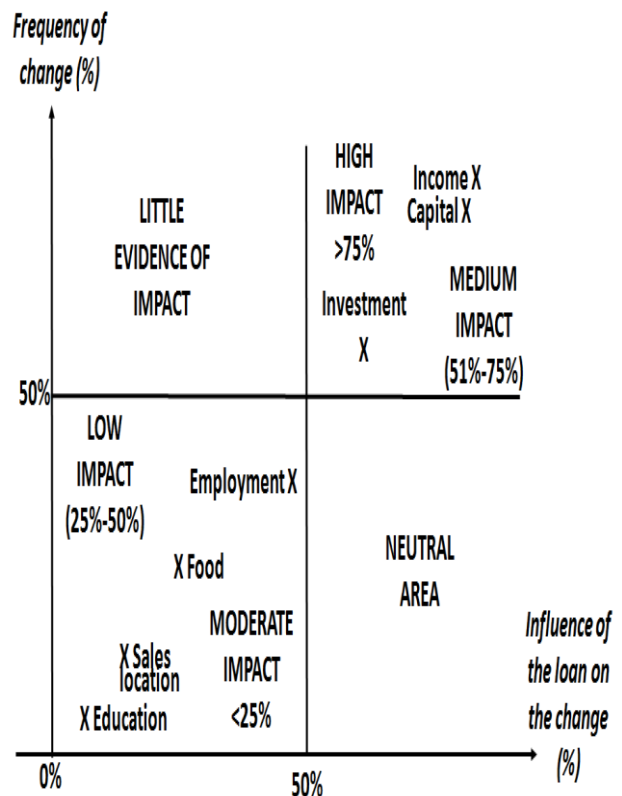 Frequency of
change (%)
HIGH
IMPACT
>75%
Income X
Capital X
LITTLE
EVIDENCE OF
IMPACT
MEDIUM
IMPACT
(51%-75%)
Investment
X
50%
LOW
IMPACT
(25%-50%)
Employment X
X Food
NEUTRAL
AREA
MODERATE
IMPACT
<25%
X Sales
location
X Education
Influence of
the loan on
the change
(%)
0%
50%